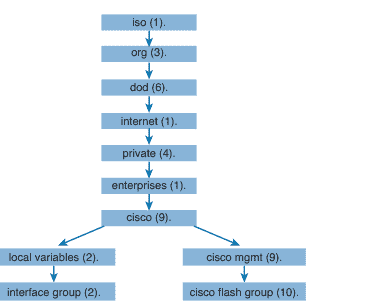 iso (1).
org (3).
dod (6).
internet (1).
private (4).
enterprises (1).
cisco (9).
local variables (2).
cisco mgmt (9).
interface group (2).
cisco flash group (10).